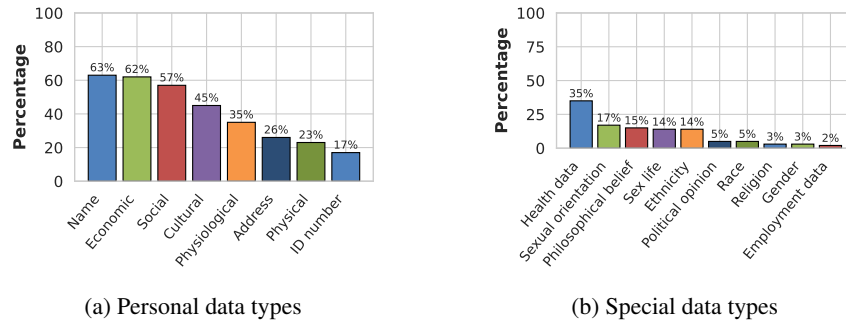 100
80
60
40
20
0
Percentage
63%
62%
57%
45%
35%
26%
23%
17%
Name
Economic
Social
Cultural
Physiological
Address
Physical
ID number
(a) Personal data types
100
75
50
25
0
Percentage
35%
17%
15%
14%
14%
5%
5%
3%
3%
2%
Health data
Sexual orientation
Philosophical belief
Sex life
Ethnicity
Political opinion
Race
Religion
Gender
Employment data
(b) Special data types